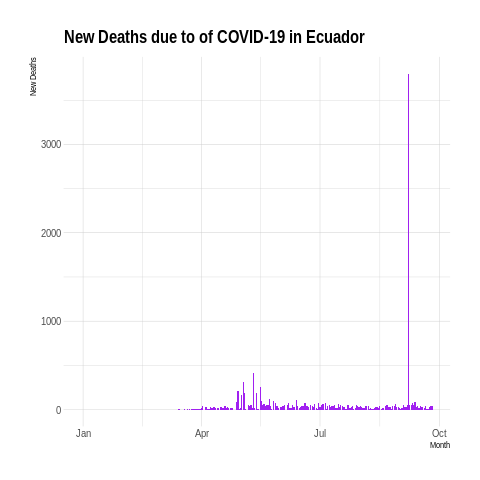 New Deaths due to of COVID-19 in Ecuador
New Deaths
3000
2000
1000
0
Jan Apr Jul Oct
Month